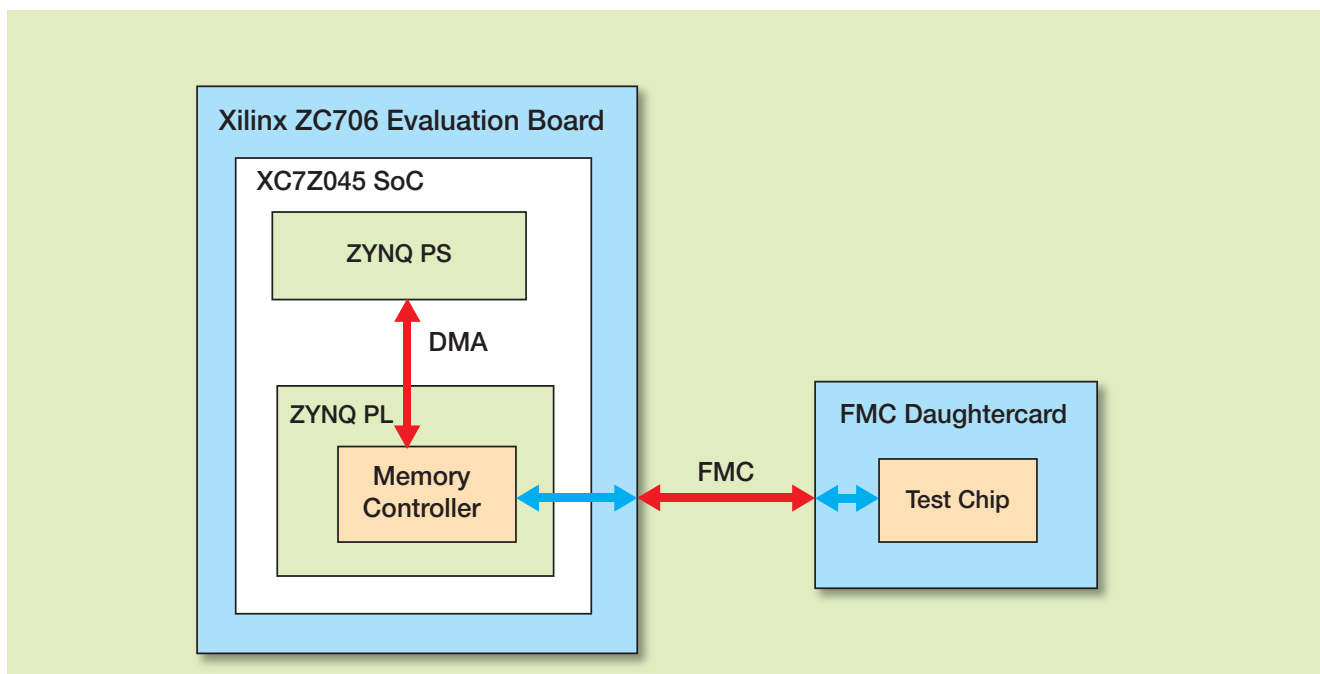 Xilinx ZC706 Evaluation Board
XC7Z045 SoC
ZYNQ PS
DMA
ZYNQ PL
Memory
Controller
FMC
FMC Daughtercard
Test Chip